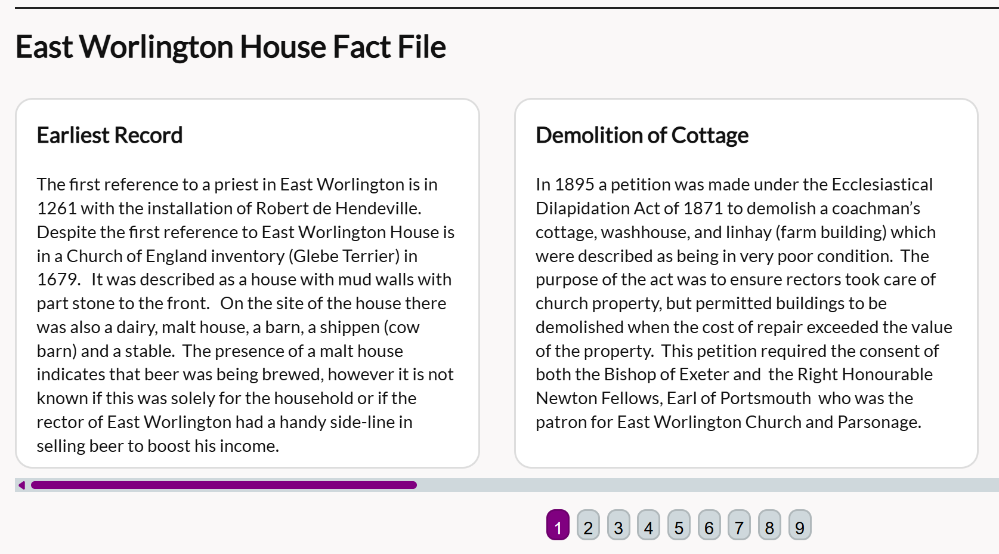 East Worlington House Fact File
Earliest Record
The first reference to a priest in East Worlington is in
1261 with the installation of Robert de Hendeville.
Despite the first reference to East Worlington House is
in a Church of England inventory (Glebe Terrier) in
1679.   It was described as a house with mud walls with
part stone to the front.   On the site of the house there
was also a dairy, malt house, a barn, a shippen (cow
barn) and a stable.  The presence of a malt house
indicates that beer was being brewed, however it is not
known if this was solely for the household or if the
rector of East Worlington had a handy side-line in
selling beer to boost his income.
Demolition of Cottage
In 1895 a petition was made under the Ecclesiastical
Dilapidation Act of 1871 to demolish a coachman’s
cottage, washhouse, and linhay (farm building) which
were described as being in very poor condition.  The
purpose of the act was to ensure rectors took care of
church property, but permitted buildings to be
demolished when the cost of repair exceeded the value
of the property.  This petition required the consent of
both the Bishop of Exeter and  the Right Honourable
Newton Fellows, Earl of Portsmouth  who was the
patron for East Worlington Church and Parsonage.
1 2 3 4 5 6 7 8 9